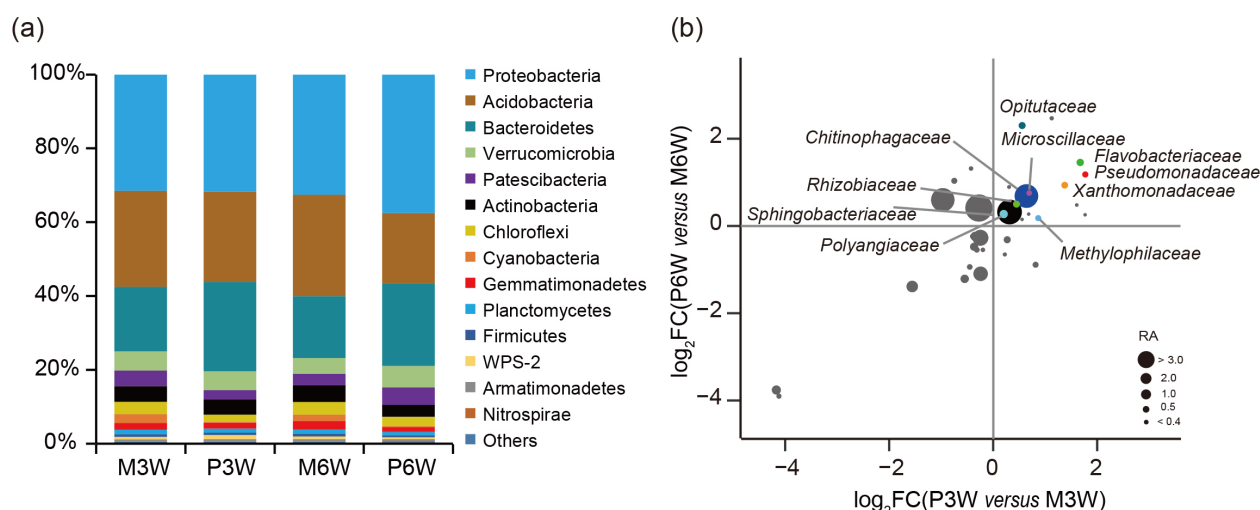 (a)
100%
80%
60%
40%
20%
0%
M3W P3W M6W P6W
Proteobacteria
Acidobacteria
Bacteroidetes
Verrucomicrobia
Patescibacteria
Actinobacteria
Chloroflexi
Cyanobacteria
Gemmatimonadetes
Planctomycetes
Firmicutes
WPS-2
Armatimonadetes
Nitrospirae
Others
(b)
log₂FC(P6W versus M6W)
2
0
−2
−4
Opitutaceae
Chitinophagaceae
Microscillaceae
Flavobacteriaceae
Pseudomonadaceae
Rhizobiaceae
Xanthomonadaceae
Sphingobacteriaceae
Polyangiaceae
Methylophilaceae
RA
> 3.0
2.0
1.0
0.5
< 0.4
−4 −2 0 2
log₂FC(P3W versus M3W)